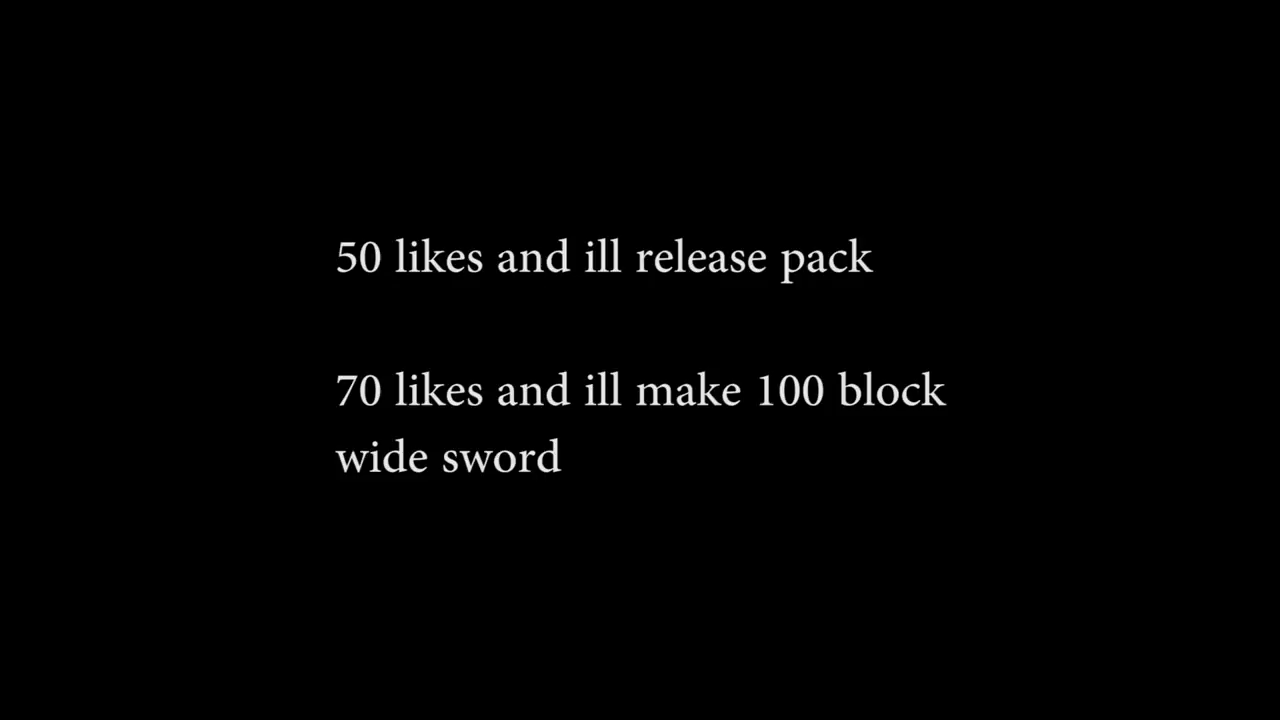 50 likes and ill release pack
70 likes and ill make 100 block
wide sword